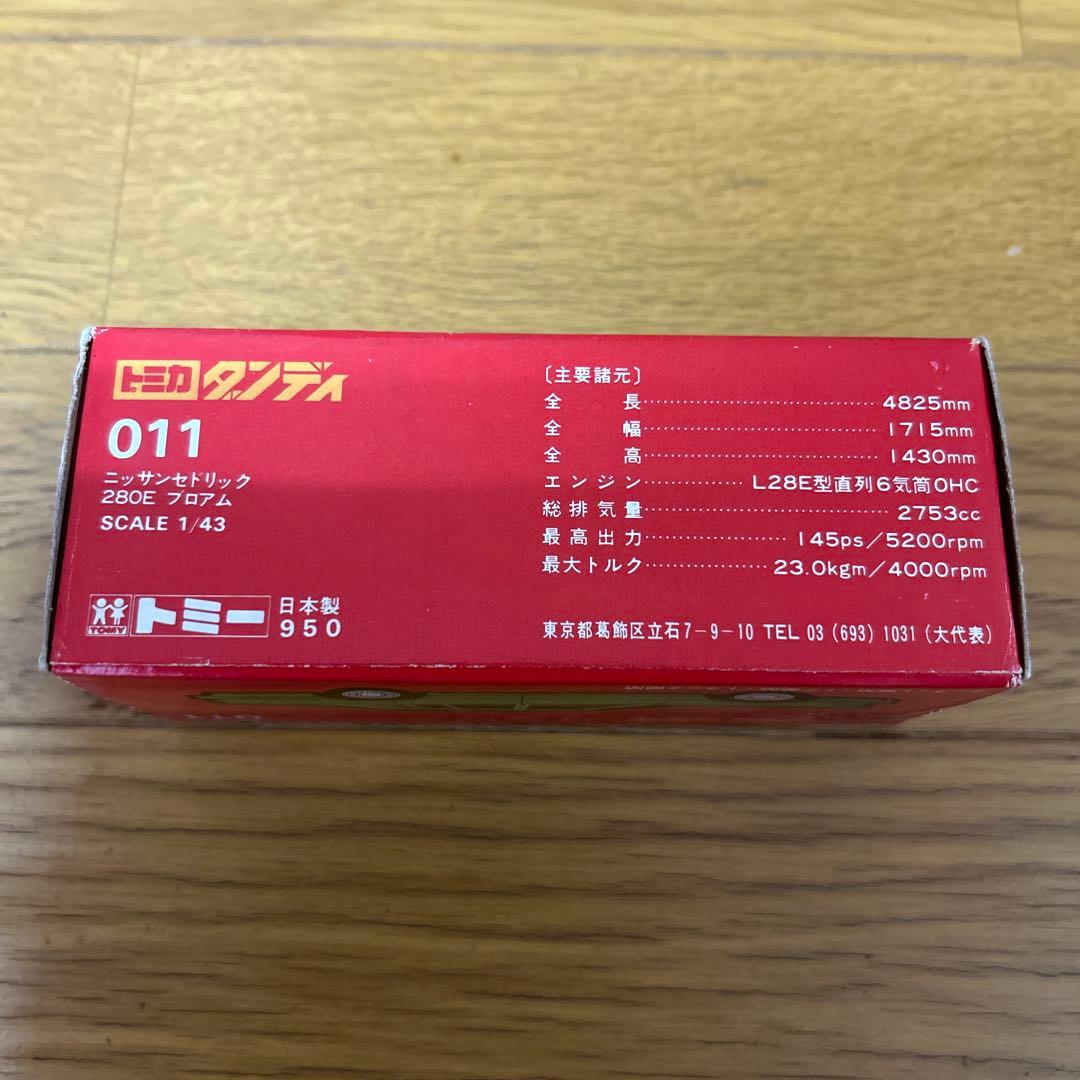 トミカ ダンディ
011
ニッサンセドリック
280E ブロアム
SCALE 1/43
TOMY トミー 日本製
950
〔主要諸元〕
全長‥‥‥‥‥‥‥‥‥‥‥‥4825mm
全幅‥‥‥‥‥‥‥‥‥‥‥‥1715mm
全高‥‥‥‥‥‥‥‥‥‥‥‥1430mm
エンジン‥‥‥‥‥L28E型直列6気筒OHC
総排気量‥‥‥‥‥‥‥‥‥‥‥‥2753cc
最高出力‥‥‥‥‥‥‥145ps/5200rpm
最大トルク‥‥‥‥‥‥23.0kgm/4000rpm
東京都葛飾区立石7-9-10 TEL 03 (693) 1031 (大代表)